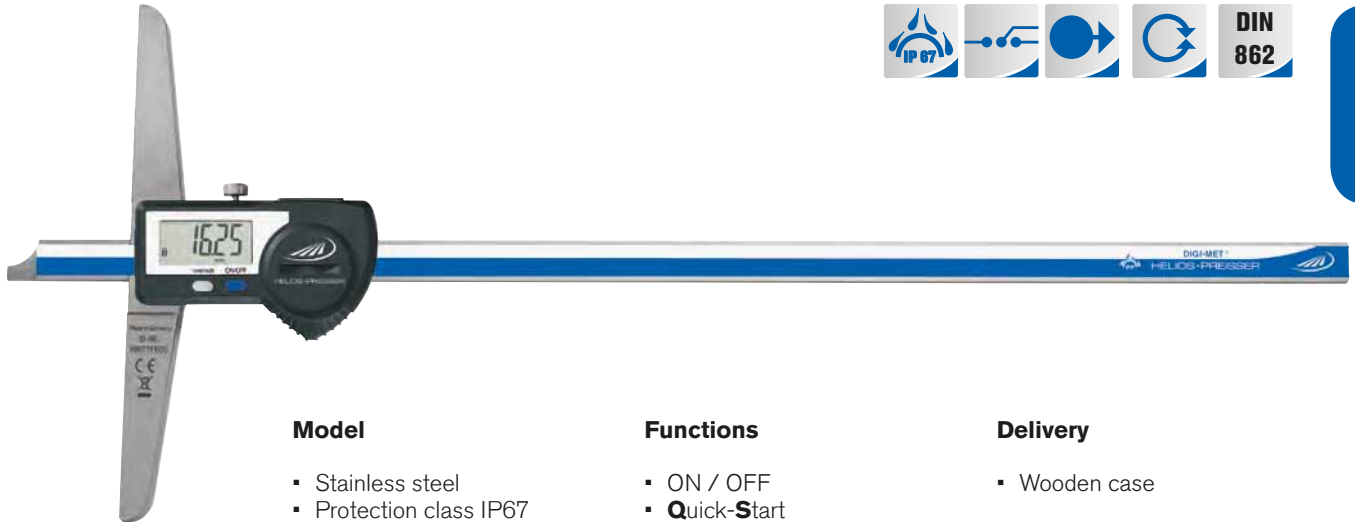 IP 67
DIN
862
16.25
mm
ON/OFF
HELIOS-PREISSER
DIGI-MET®
HELIOS-PREISSER
CE
Model
Functions
Delivery
▪ Stainless steel
▪ Protection class IP67
▪ ON / OFF
▪ Quick-Start
▪ Wooden case